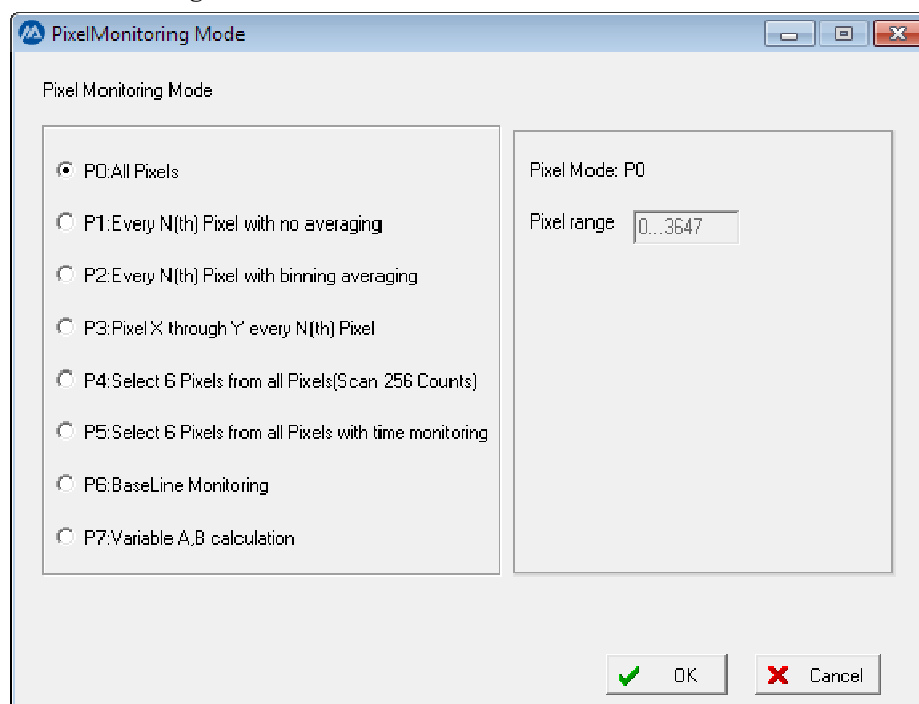 PixelMonitoring Mode
Pixel Monitoring Mode
P0:All Pixels
P1:Every N(th) Pixel with no averaging
P2:Every N(th) Pixel with binning averaging
P3:Pixel X through Y every N(th) Pixel
P4:Select 6 Pixels from all Pixels(Scan 256 Counts)
P5:Select 6 Pixels from all Pixels with time monitoring
P6:BaseLine Monitoring
P7:Variable A,B calculation
Pixel Mode: P0
Pixel range 0...3647
OK Cancel